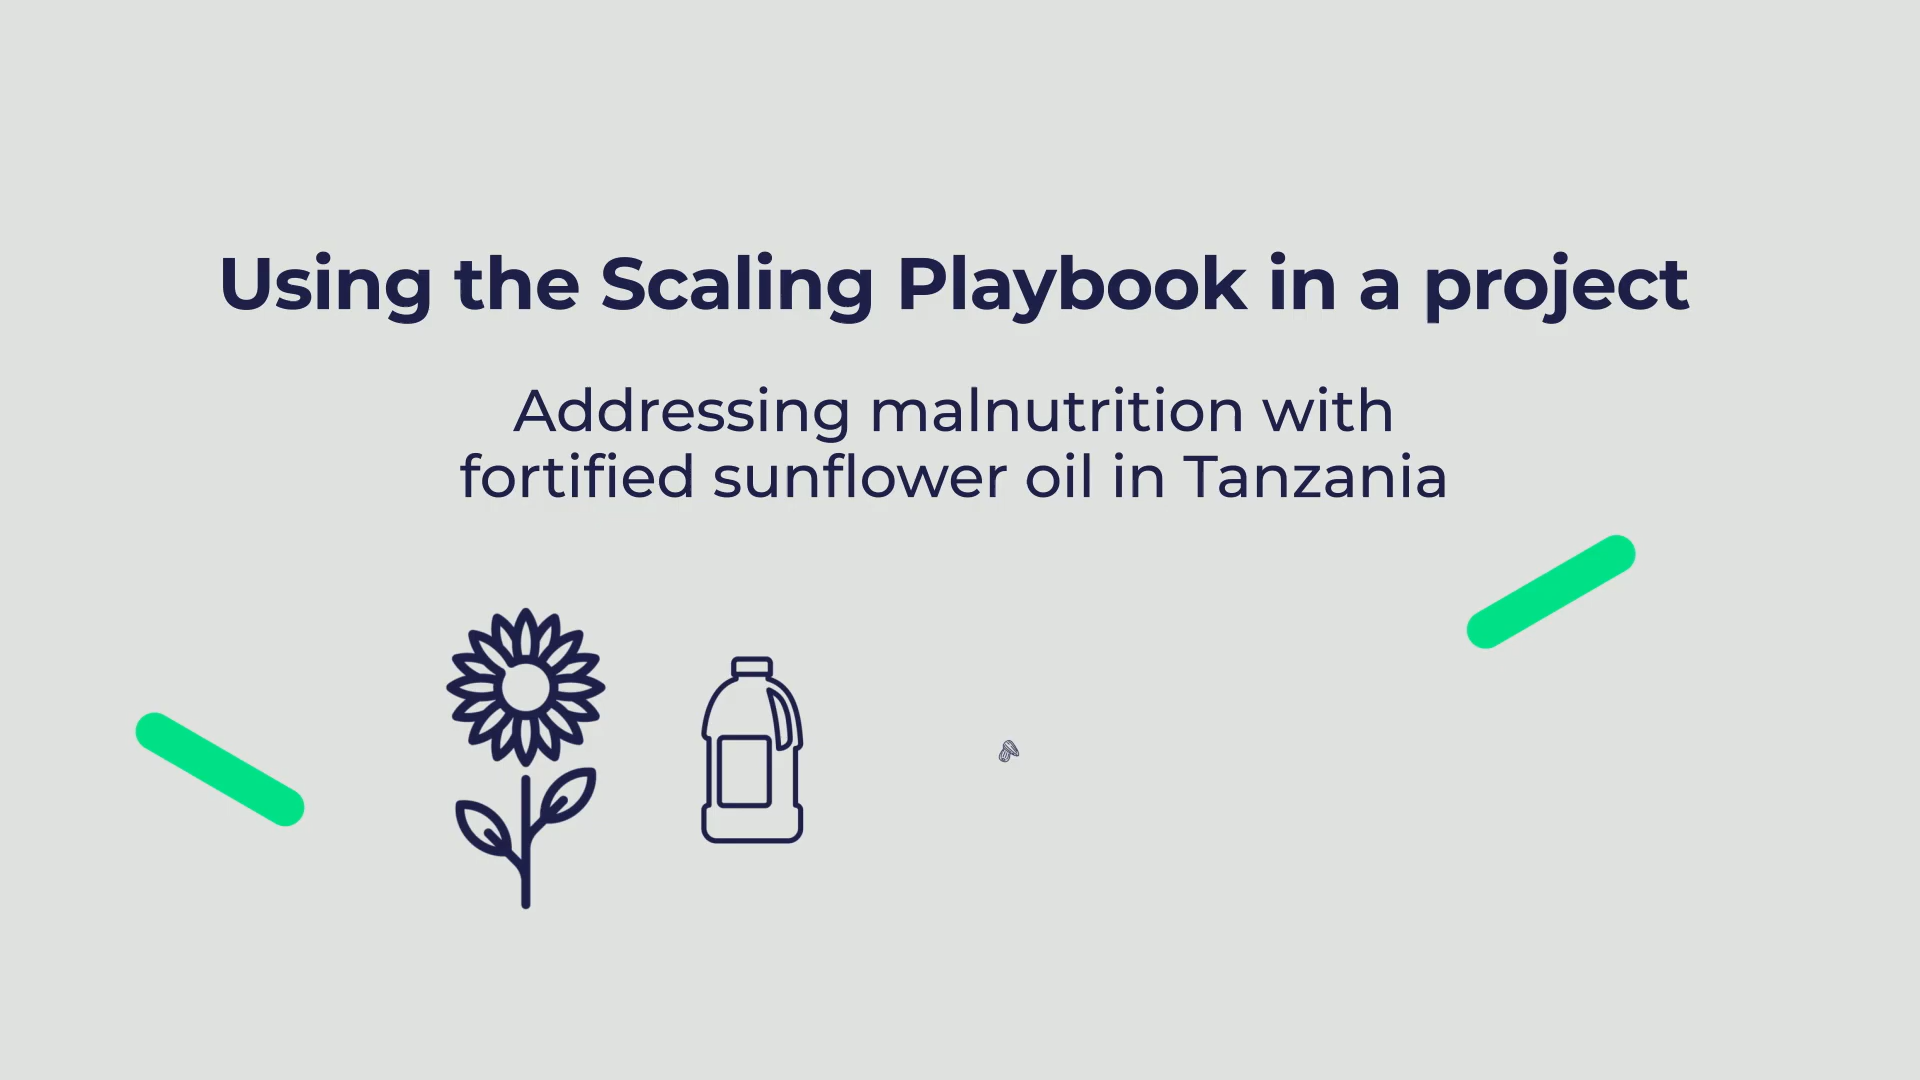 Using the Scaling Playbook in a project
Addressing malnutrition with
fortified sunflower oil in Tanzania